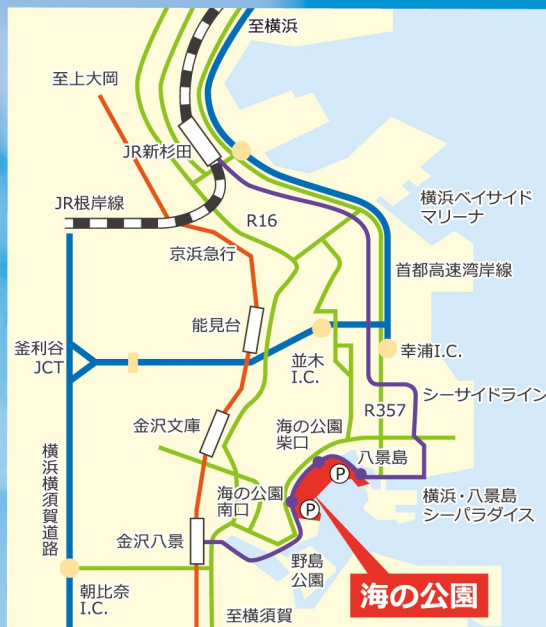 至横浜
至上大岡
JR新杉田
JR根岸線
R16
横浜ベイサイド
マリーナ
京浜急行
首都高速湾岸線
能見台
釜利谷
JCT
並木
I.C.
幸浦I.C.
シーサイドライン
R357
金沢文庫
海の公園
柴口
八景島
P
横浜横須賀道路
海の公園
南口
P
横浜・八景島
シーパラダイス
金沢八景
野島
公園
朝比奈
I.C.
海の公園
至横須賀